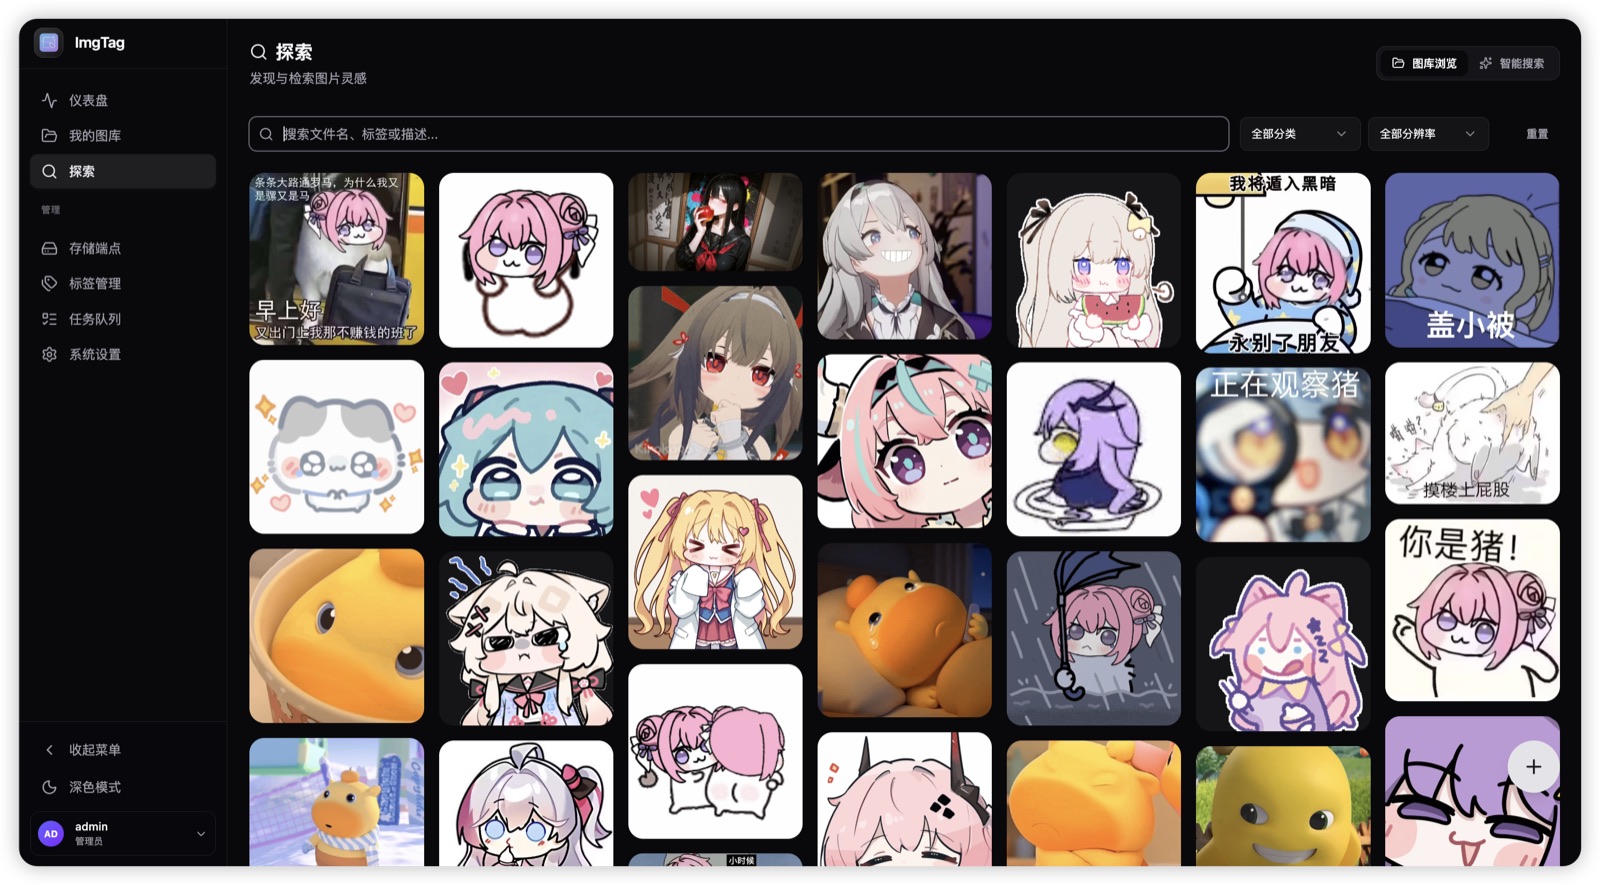 ImgTag
仪表盘
我的图库
探索
管理
存储端点
标签管理
任务队列
系统设置
收起菜单
深色模式
AD
admin
管理员
探索
发现与检索图片灵感
图库浏览
智能搜索
搜索文件名、标签或描述...
全部分类
全部分辨率
重置
条条大路通罗马，为什么我又
是骡又是马
早上好
又出门上我那不赚钱的班了
我将遁入黑暗
永别了朋友
盖小被
正在观察猪
摸楼上屁股
你是猪！
小时候